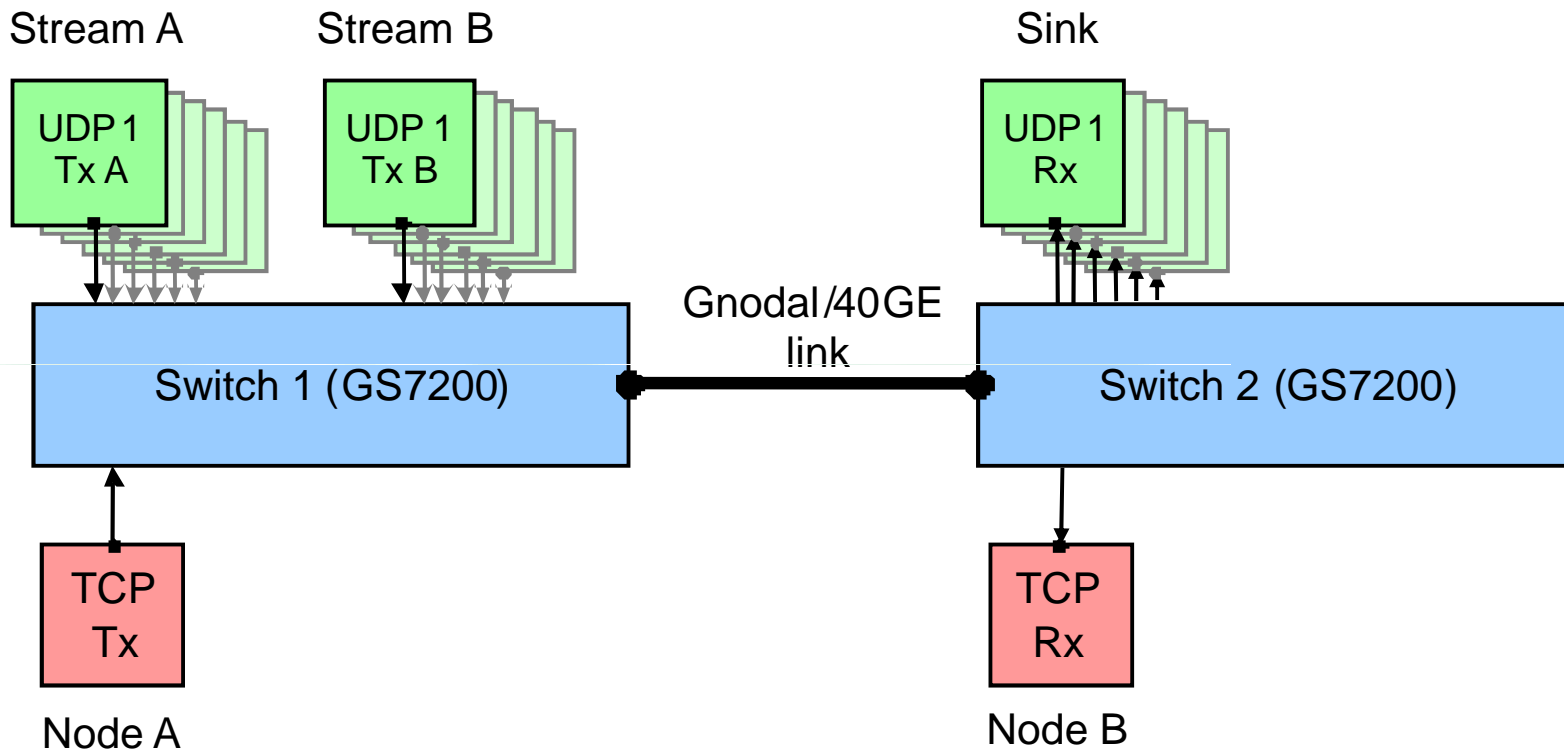 Stream A
Stream B
Sink
UDP 1
Tx A
UDP 1
Tx B
UDP 1
Rx
Gnodal/40GE
link
Switch 1 (GS7200)
Switch 2 (GS7200)
TCP
Tx
TCP
Rx
Node A
Node B